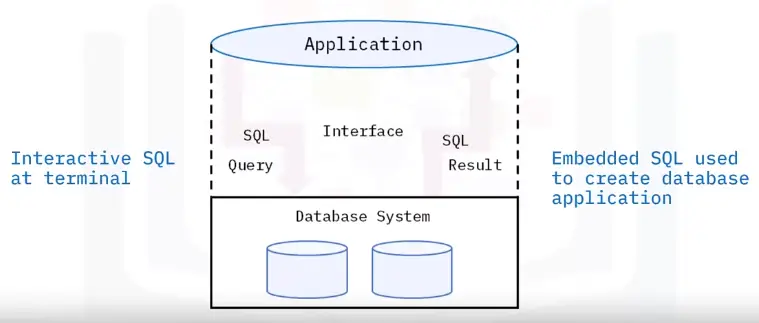 Application
Interface
SQL
Query
SQL
Result
Interactive SQL
at terminal
Embedded SQL used
to create database
application
Database System